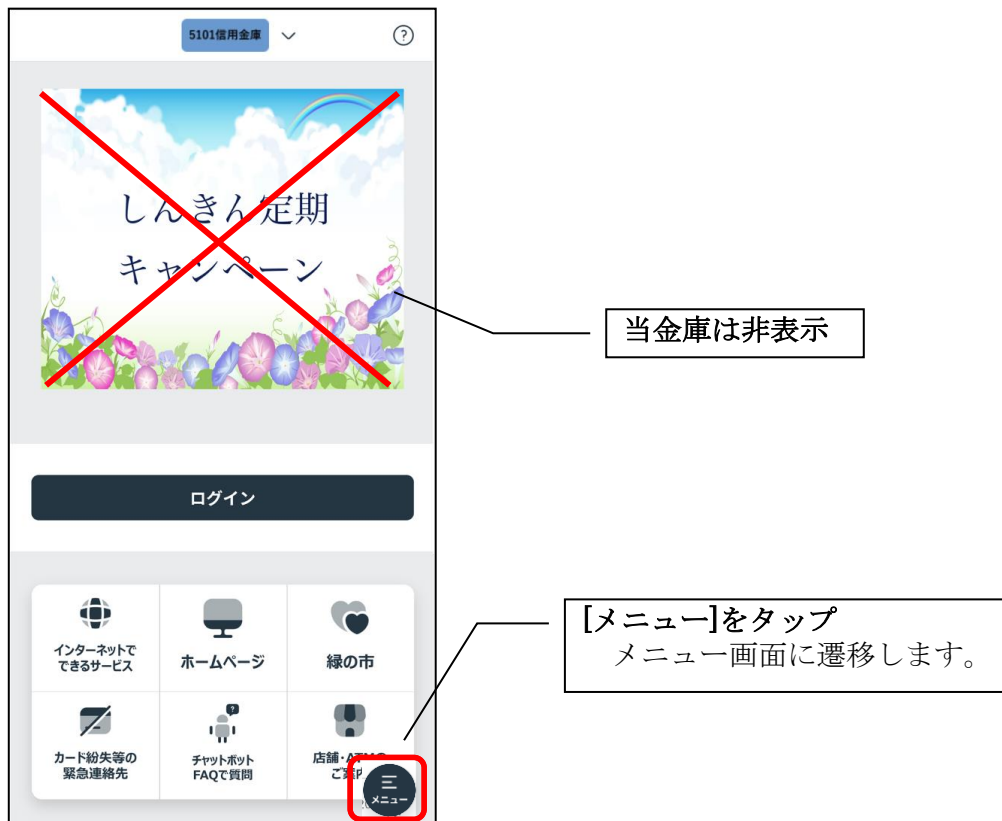 5101信用金庫
?
しんきん定期
キャンペーン
当金庫は非表示
ログイン
インターネットで
できるサービス
ホームページ
緑の市
[メニュー]をタップ
メニュー画面に遷移します。
カード紛失等の
緊急連絡先
?
チャットボット
FAQで質問
店舗・ATMの
ご案内
メニュー